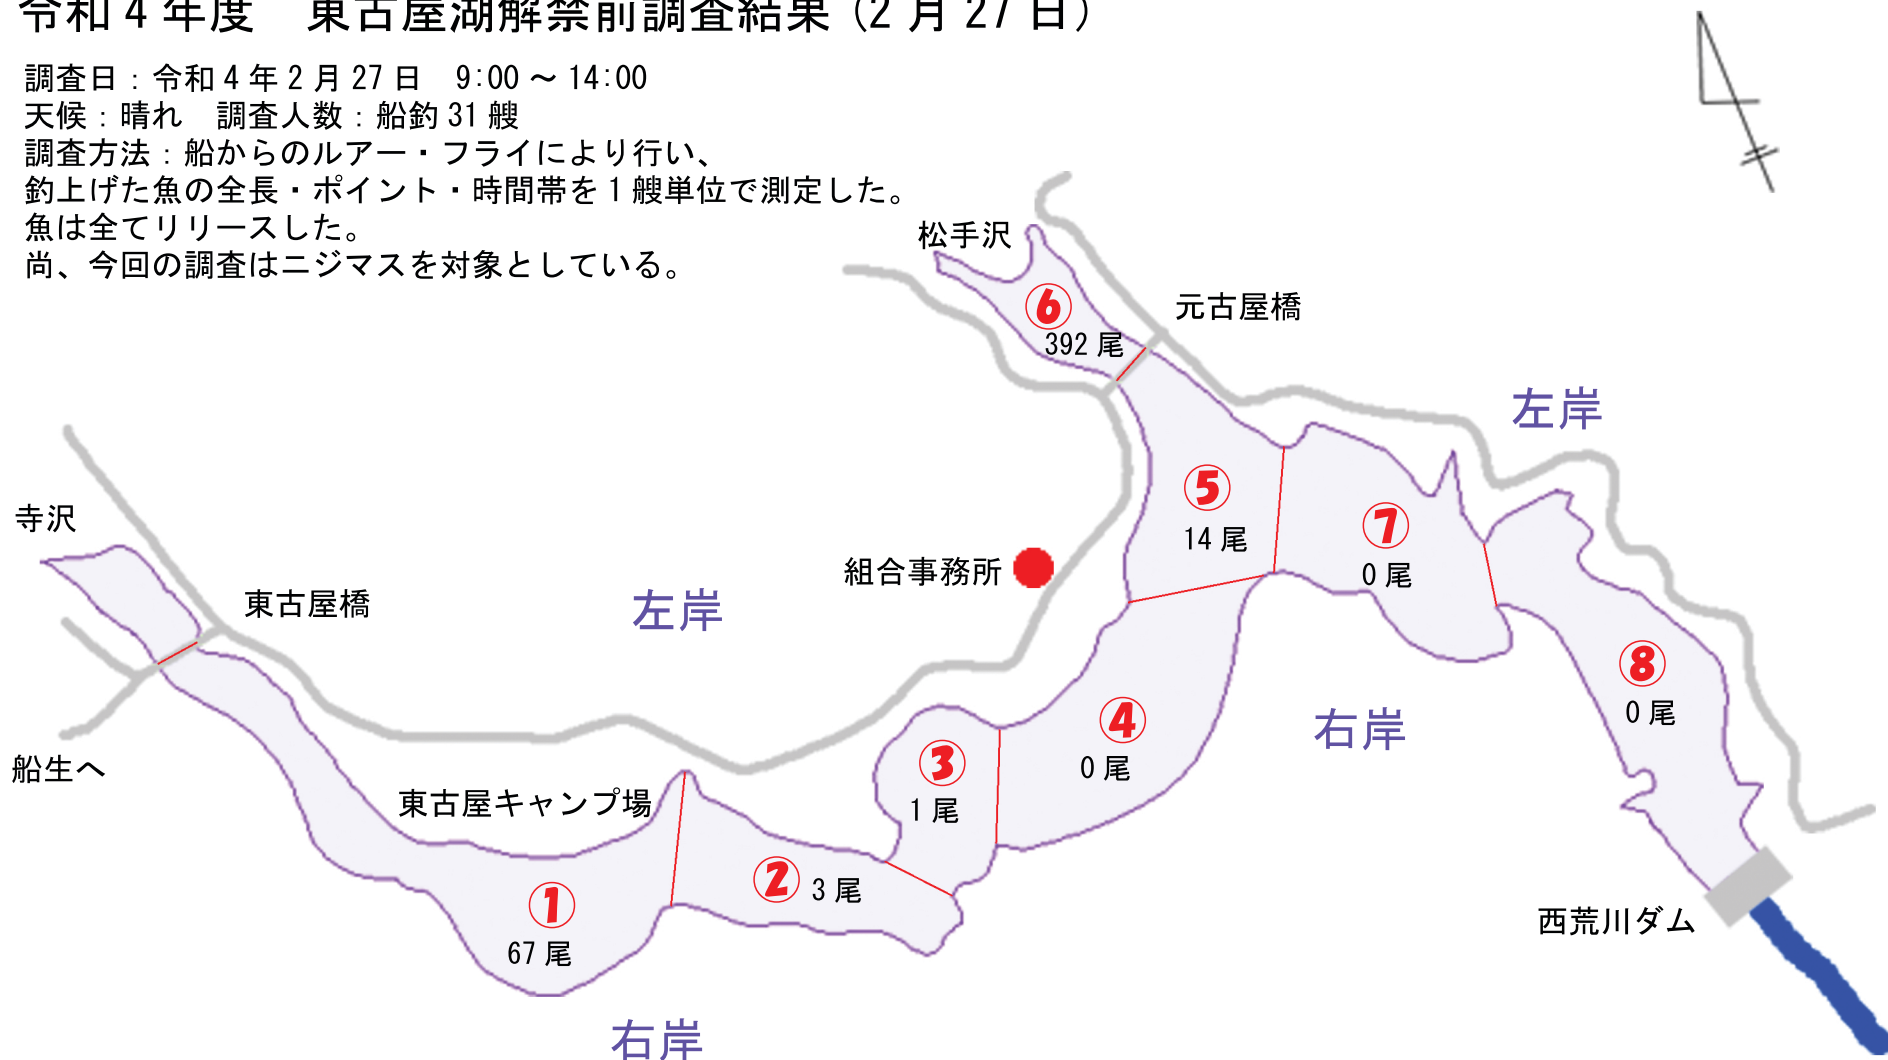 令和4年度　東古屋湖解禁前調査結果（2月27日）
調査日：令和4年2月27日　9:00～14:00
天候：晴れ　調査人数：船釣31艘
調査方法：船からのルアー・フライにより行い、
釣上げた魚の全長・ポイント・時間帯を1艘単位で測定した。
魚は全てリリースした。
尚、今回の調査はニジマスを対象としている。
松手沢
⑥
392尾
元古屋橋
左岸
⑤
14尾
⑦
0尾
寺沢
組合事務所
東古屋橋
左岸
⑧
0尾
右岸
④
0尾
③
1尾
船生へ
東古屋キャンプ場
②
3尾
①
67尾
西荒川ダム
右岸